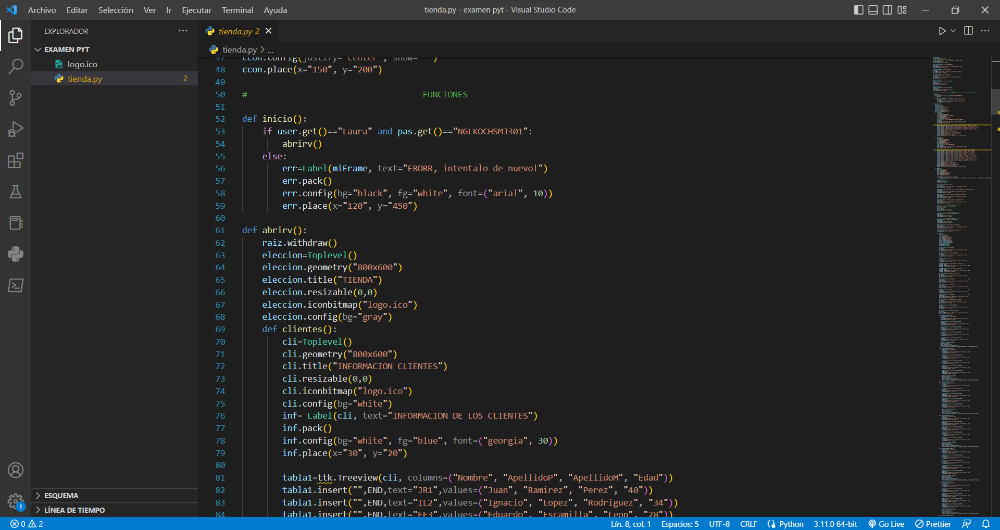 Archivo Editar Selección Ver Ir Ejecutar Terminal Ayuda
tienda.py - examen pyt - Visual Studio Code
EXPLORADOR
EXAMEN PYT
logo.ico
tienda.py 2
ESQUEMA
LÍNEA DE TIEMPO
1
tienda.py 2
tienda.py > ...
47 ccon.config(justify="center", show="*")
48 ccon.place(x="150", y="200")
49
50 #-----------------------------------FUNCIONES---------------------------------------
51
52 def inicio():
53 if user.get()=="Laura" and pas.get()=="NGLKOCHSMJ301":
54 abrirv()
55 else:
56 err=Label(miFrame, text="ERORR, intentalo de nuevo!")
57 err.pack()
58 err.config(bg="black", fg="white", font=("arial", 10))
59 err.place(x="120", y="450")
60
61 def abrirv():
62 raiz.withdraw()
63 eleccion=Toplevel()
64 eleccion.geometry("800x600")
65 eleccion.title("TIENDA")
66 eleccion.resizable(0,0)
67 eleccion.iconbitmap("logo.ico")
68 eleccion.config(bg="gray")
69 def clientes():
70 cli=Toplevel()
71 cli.geometry("800x600")
72 cli.title("INFORMACION CLIENTES")
73 cli.resizable(0,0)
74 cli.iconbitmap("logo.ico")
75 cli.config(bg="white")
76 inf= Label(cli, text="INFORMACION DE LOS CLIENTES")
77 inf.pack()
78 inf.config(bg="white", fg="blue", font=("georgia", 30))
79 inf.place(x="30", y="20")
80
81 tabla1=ttk.Treeview(cli, columns=("Nombre", "ApellidoP", "ApellidoM", "Edad"))
82 tabla1.insert("",END,text="JR1",values=("Juan", "Ramirez", "Perez", "40"))
83 tabla1.insert("",END,text="IL2",values=("Ignacio", "Lopez", "Rodriguez", "34"))
84 tabla1.insert("",END,text="EE3",values=("Eduardo", "Escamilla", "Leon", "28"))
0 2
Lín. 8, col. 1 Espacios: 5 UTF-8 CRLF Python 3.11.0 64-bit Go Live Prettier